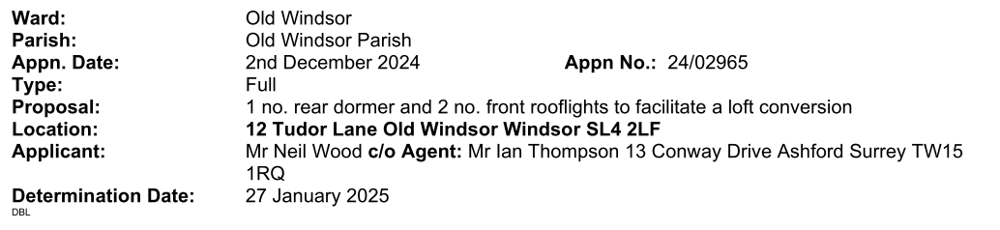 Ward: Old Windsor
Parish: Old Windsor Parish
Appn. Date: 2nd December 2024 Appn No.: 24/02965
Type: Full
Proposal: 1 no. rear dormer and 2 no. front rooflights to facilitate a loft conversion
Location: 12 Tudor Lane Old Windsor Windsor SL4 2LF
Applicant: Mr Neil Wood c/o Agent: Mr Ian Thompson 13 Conway Drive Ashford Surrey TW15
1RQ
Determination Date: 27 January 2025
DBL